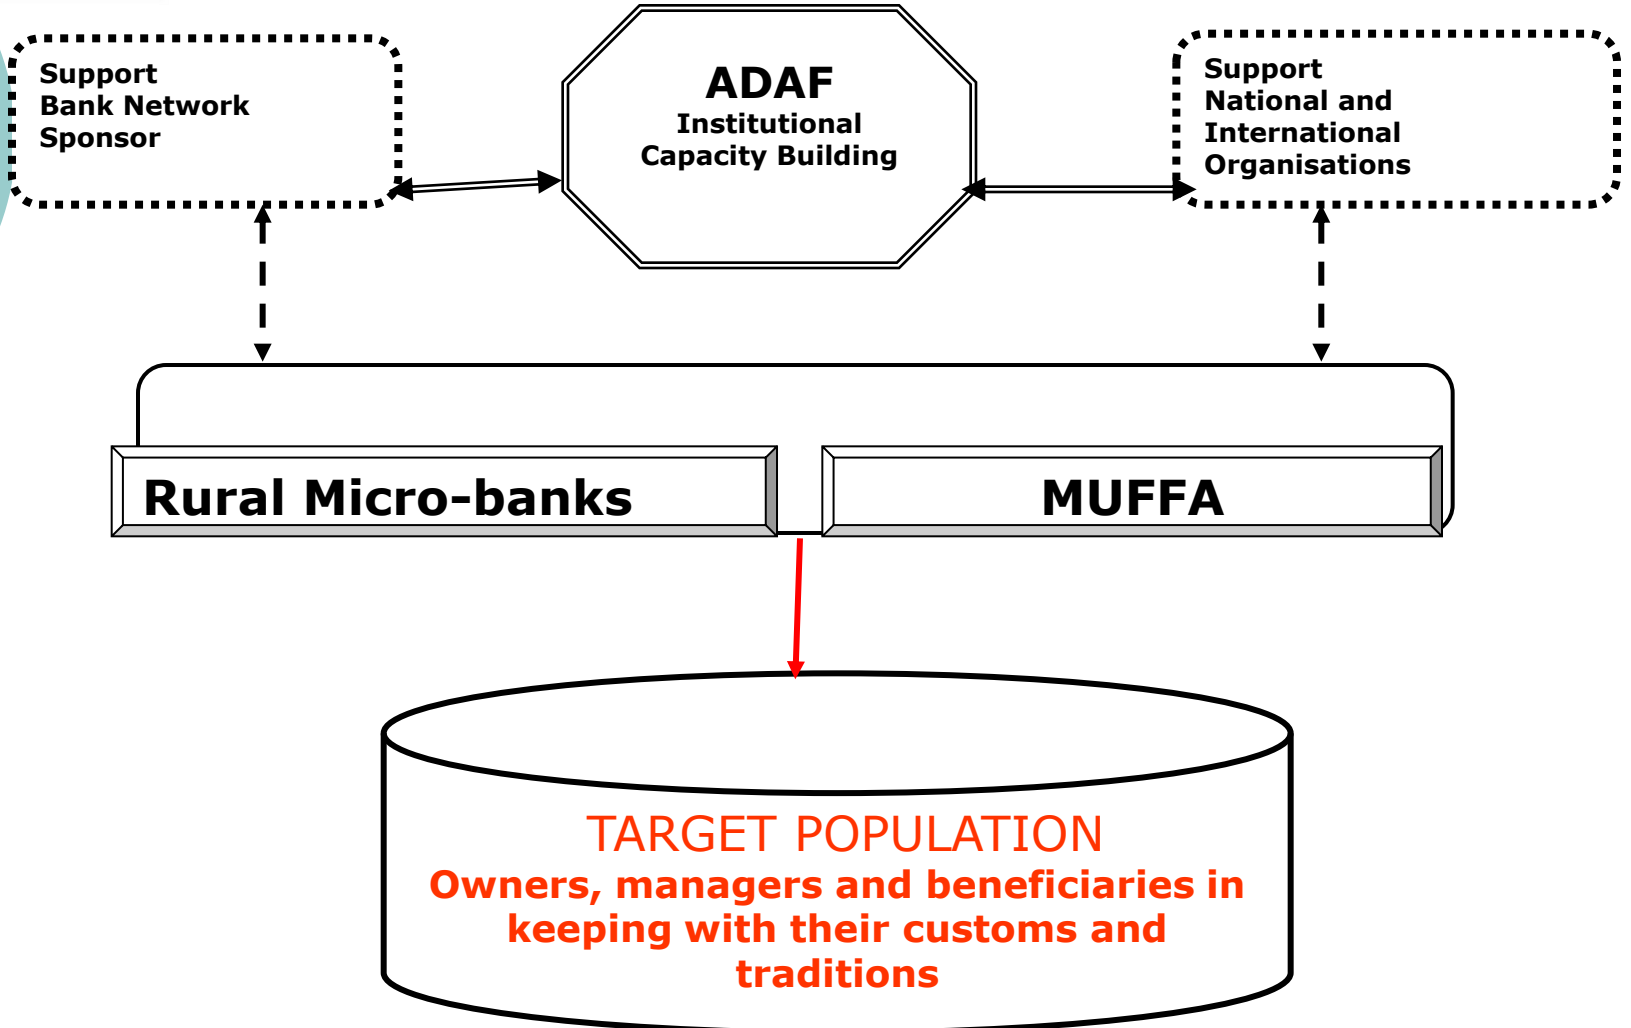 Support
Bank Network
Sponsor
ADAF
Institutional
Capacity Building
Support
National and
International
Organisations
Rural Micro-banks
MUFFA
TARGET POPULATION
Owners, managers and beneficiaries in
keeping with their customs and
traditions